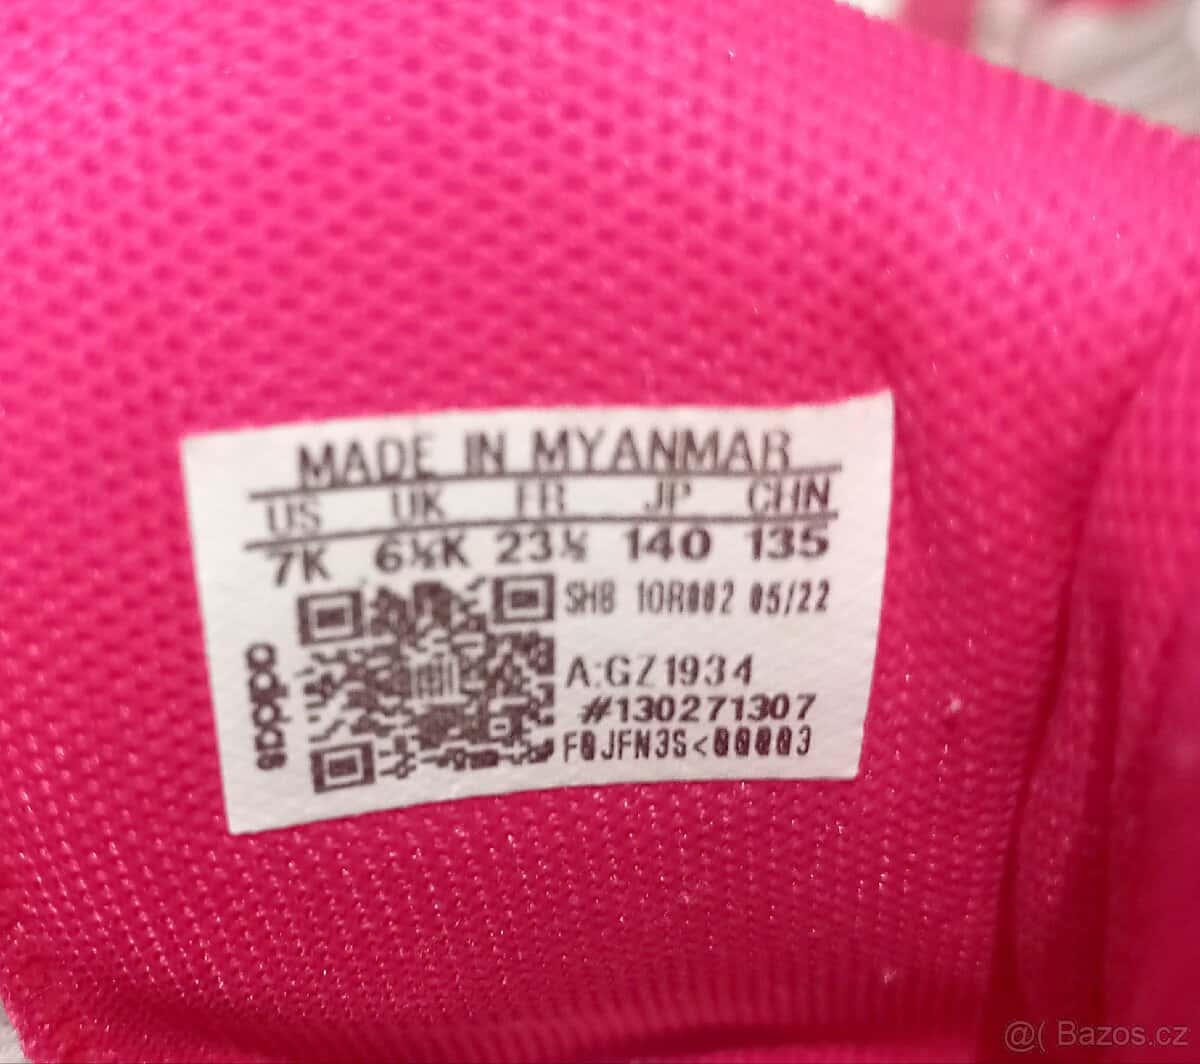 MADE IN MYANMAR
US UK FR JP CHN
7K 6½K 23½ 140 135
SHB 10R002 05/22
adidas
A:GZ1934
#130271307
F0JFN3S<00003
@( Bazos.cz